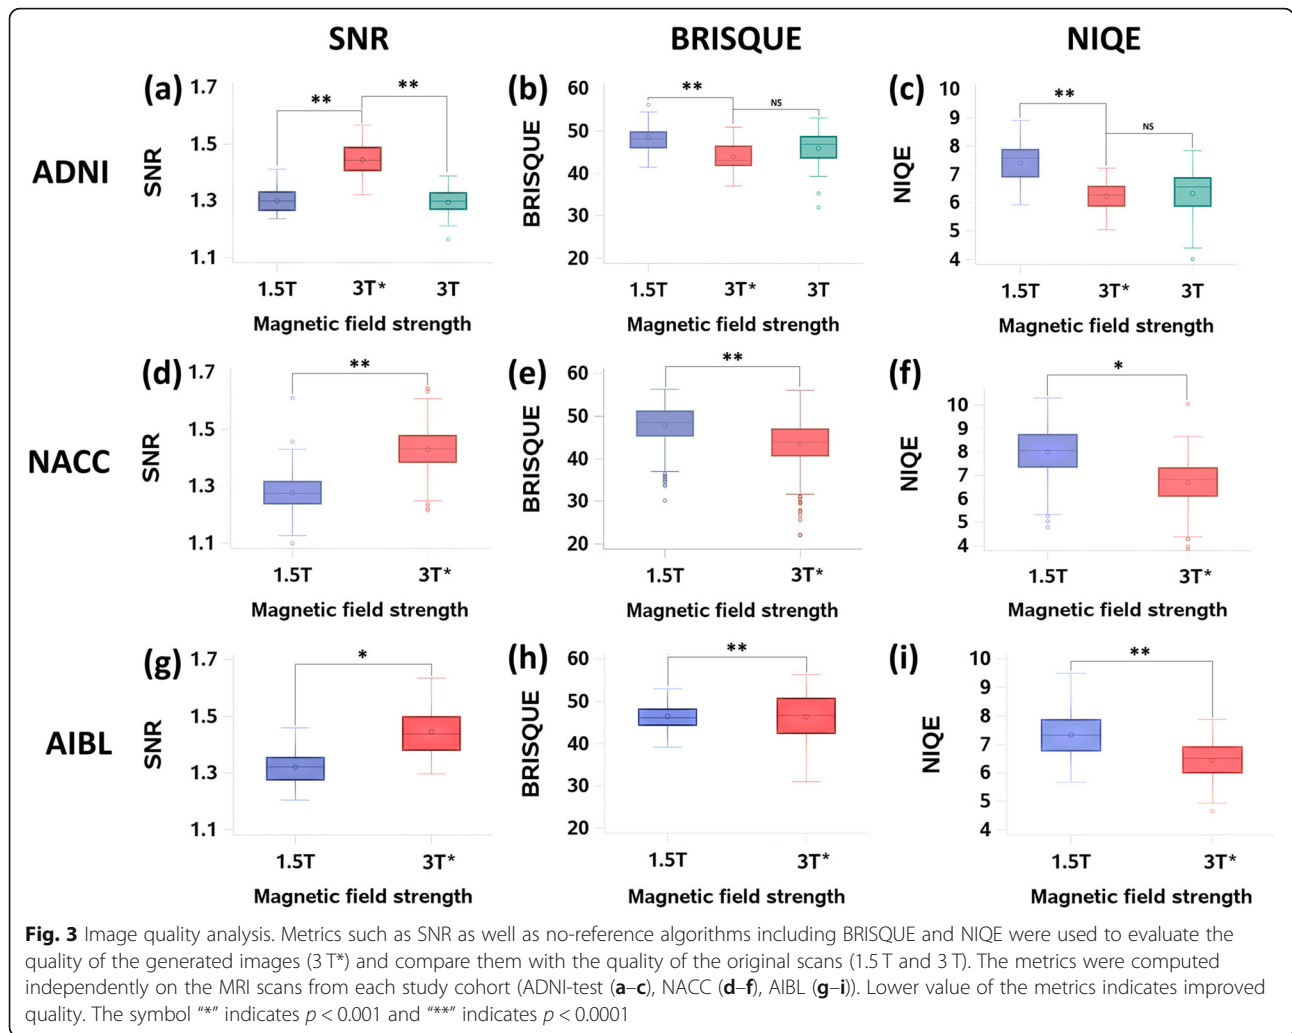 SNR BRISQUE NIQE
ADNI
(a)
SNR
1.7
1.5
1.3
1.1
** **
1.5T 3T* 3T
Magnetic field strength
(b)
BRISQUE
60
50
40
30
20
** NS
1.5T 3T* 3T
Magnetic field strength
(c)
NIQE
10
9
8
7
6
5
4
** NS
1.5T 3T* 3T
Magnetic field strength
NACC
(d)
SNR
1.7
1.5
1.3
1.1
**
1.5T 3T*
Magnetic field strength
(e)
BRISQUE
60
50
40
30
20
**
1.5T 3T*
Magnetic field strength
(f)
NIQE
10
9
8
7
6
5
4
*
1.5T 3T*
Magnetic field strength
AIBL
(g)
SNR
1.7
1.5
1.3
1.1
*
1.5T 3T*
Magnetic field strength
(h)
BRISQUE
60
50
40
30
20
**
1.5T 3T*
Magnetic field strength
(i)
NIQE
10
9
8
7
6
5
4
**
1.5T 3T*
Magnetic field strength
Fig. 3 Image quality analysis. Metrics such as SNR as well as no-reference algorithms including BRISQUE and NIQE were used to evaluate the
quality of the generated images (3 T*) and compare them with the quality of the original scans (1.5 T and 3 T). The metrics were computed
independently on the MRI scans from each study cohort (ADNI-test (a–c), NACC (d–f), AIBL (g–i)). Lower value of the metrics indicates improved
quality. The symbol “*” indicates p < 0.001 and “**” indicates p < 0.0001